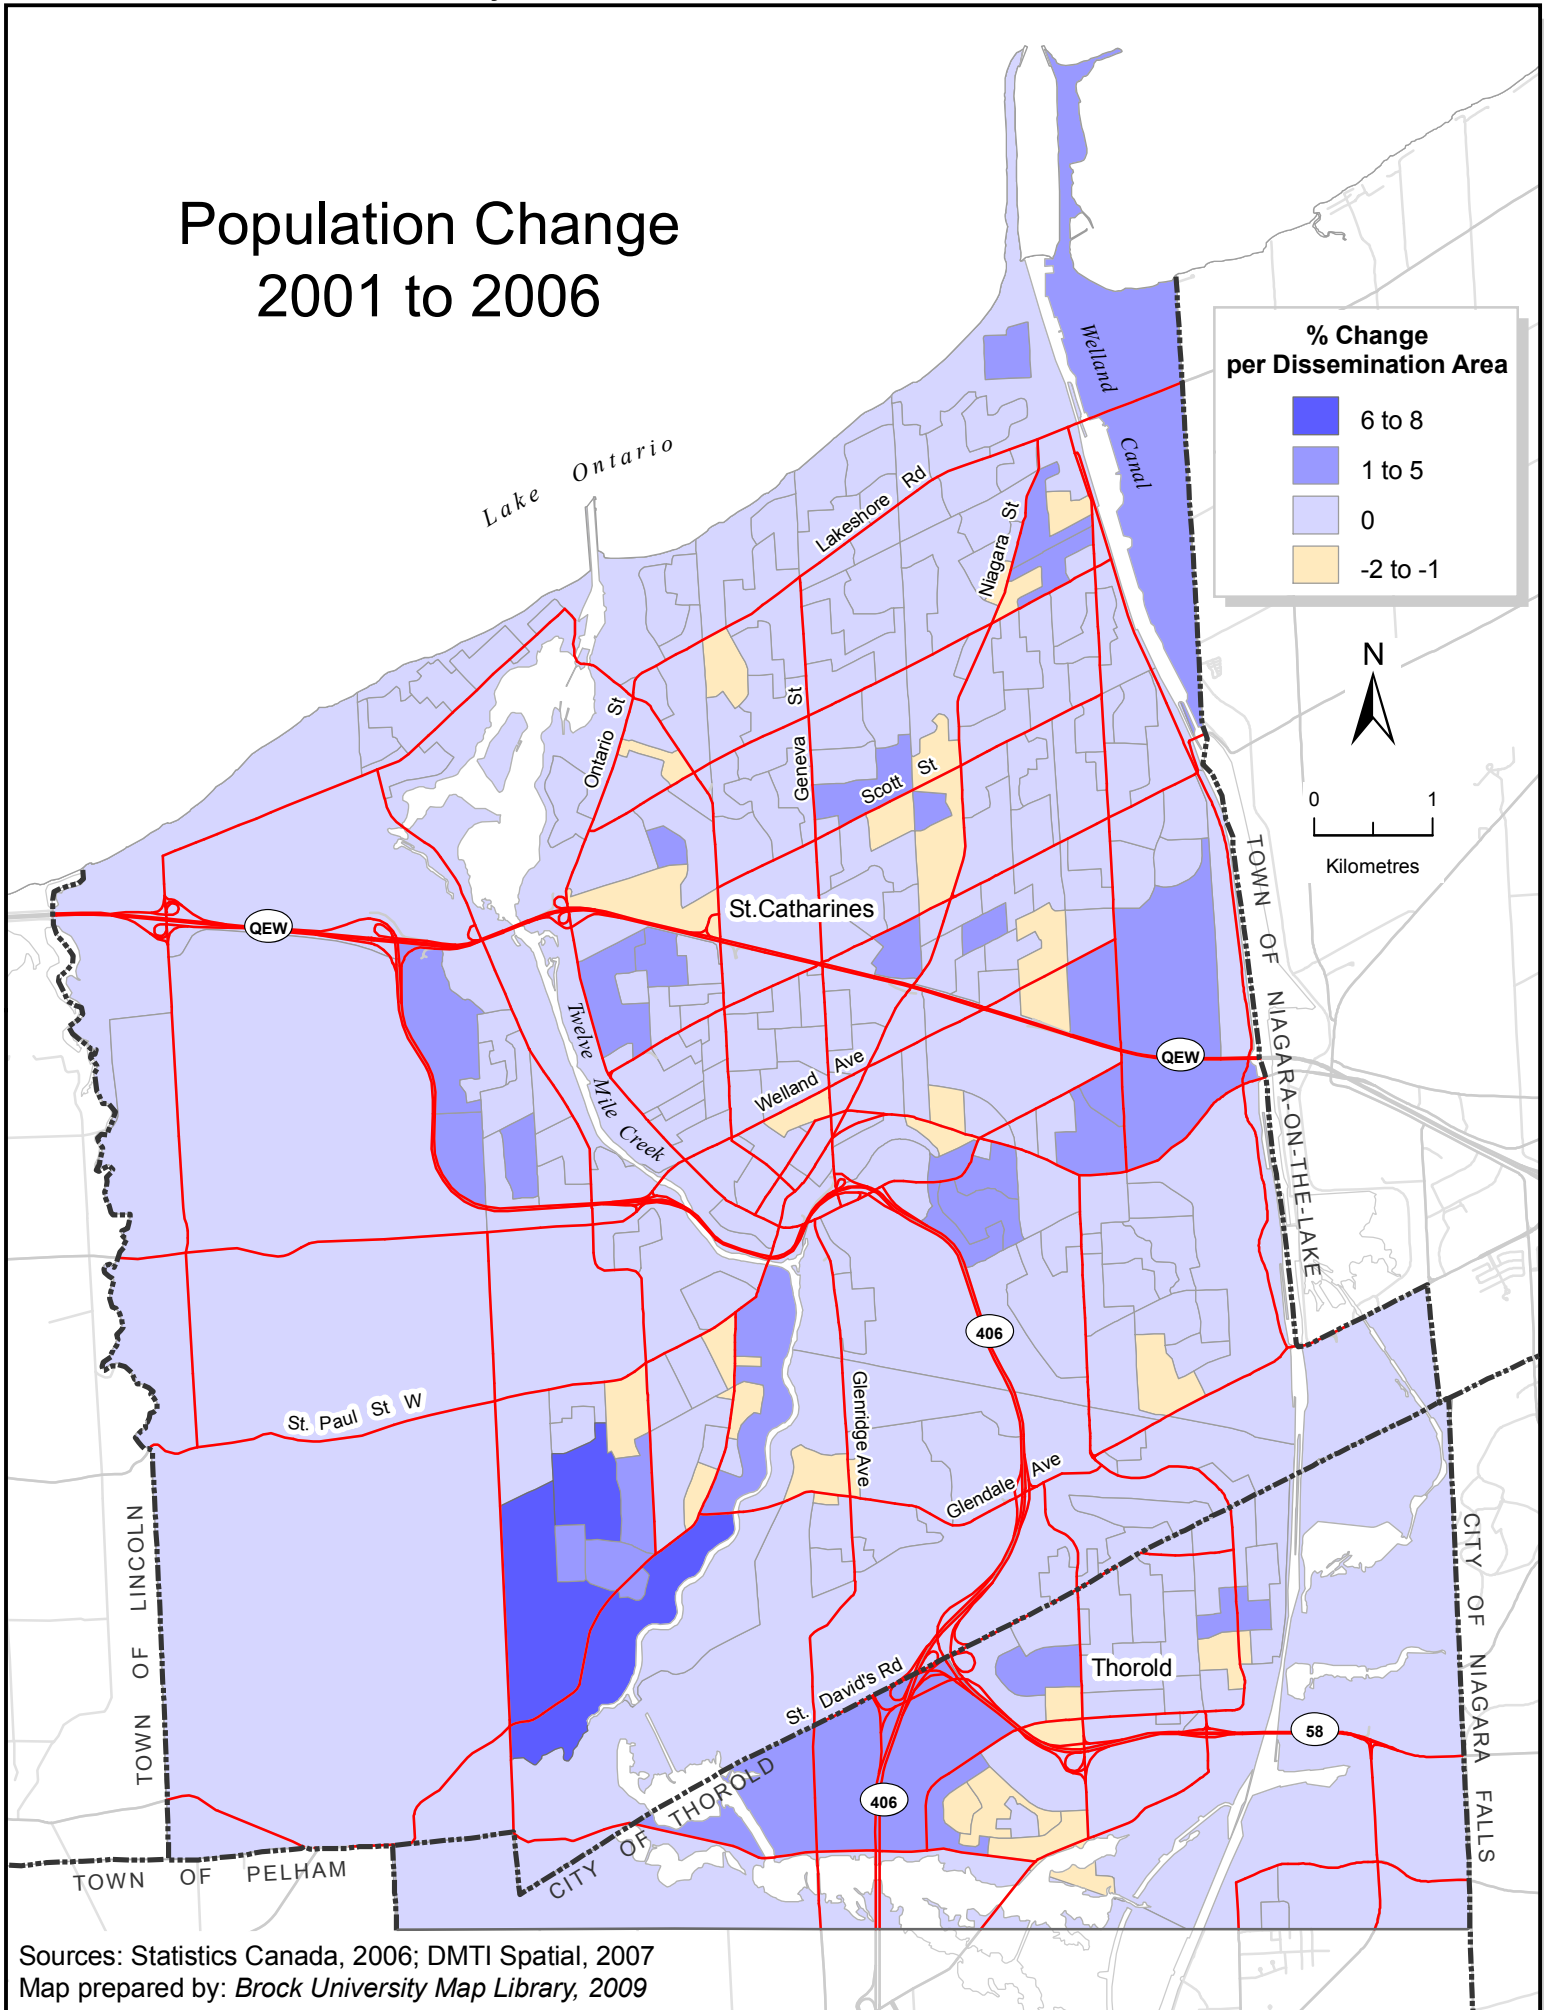 Population Change
2001 to 2006
% Change
per Dissemination Area
6 to 8
1 to 5
0
-2 to -1
N
0 1
Kilometres
Lake Ontario
Welland Canal
Lakeshore Rd
Niagara St
Ontario St
Geneva St
Scott St
St.Catharines
QEW
Twelve Mile Creek
Welland Ave
QEW
TOWN OF NIAGARA-ON-THE-LAKE
406
St. Paul St W
Glenridge Ave
Glendale Ave
TOWN OF LINCOLN
CITY OF NIAGARA FALLS
Thorold
St. David's Rd
58
406
CITY OF THOROLD
TOWN OF PELHAM
Sources: Statistics Canada, 2006; DMTI Spatial, 2007
Map prepared by: Brock University Map Library, 2009